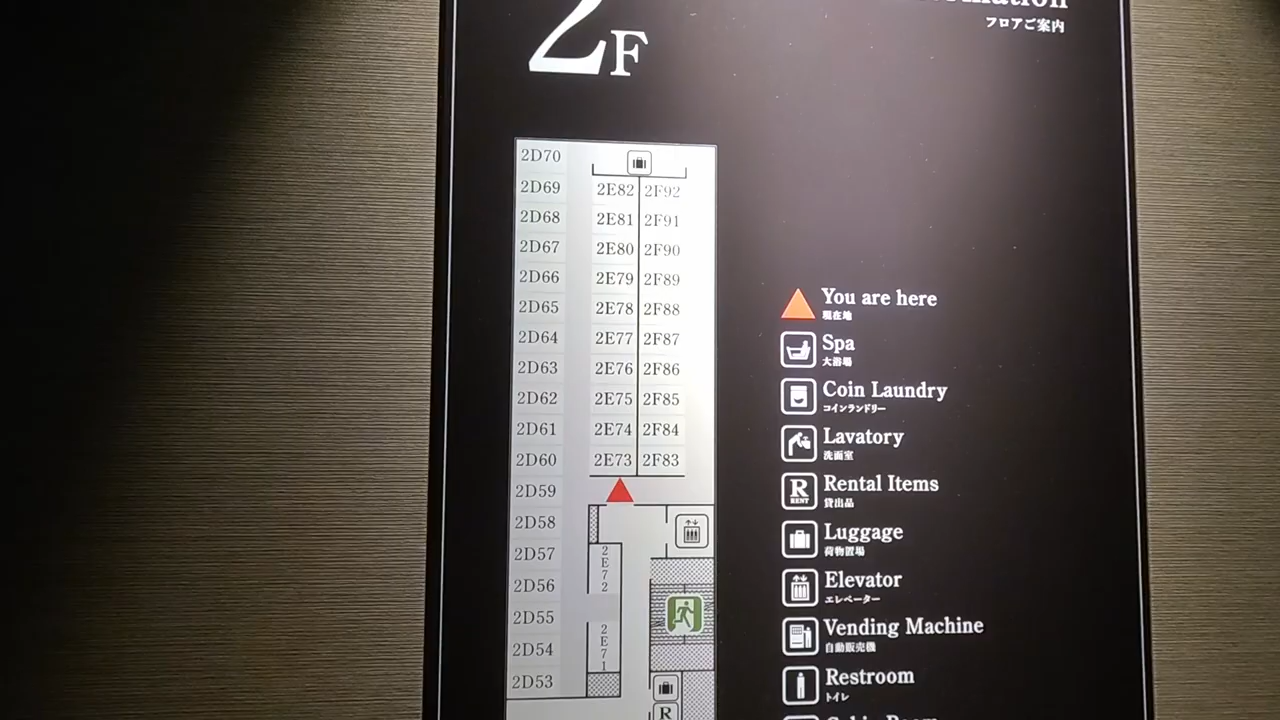 2F
フロアご案内
2D70
2D69 2E82 2F92
2D68 2E81 2F91
2D67 2E80 2F90
2D66 2E79 2F89
2D65 2E78 2F88
2D64 2E77 2F87
2D63 2E76 2F86
2D62 2E75 2F85
2D61 2E74 2F84
2D60 2E73 2F83
2D59
2D58
2D57 2E72
2D56
2D55
2D54 2E71
2D53
R
You are here
現在地
Spa
大浴場
Coin Laundry
コインランドリー
Lavatory
洗面室
R RENT
Rental Items
貸出品
Luggage
荷物置場
Elevator
エレベーター
Vending Machine
自動販売機
Restroom
トイレ